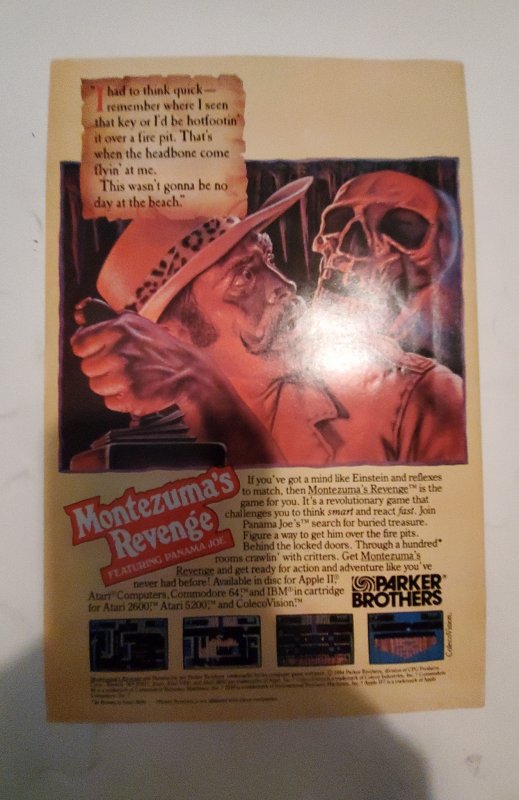 "I had to think quick—
remember where I seen
that key or I'd be hotfootin'
it over a fire pit. That's
when the headbone come
flyin' at me.
This wasn't gonna be no
day at the beach."
Montezuma's
Revenge
FEATURING PANAMA JOE
If you've got a mind like Einstein and reflexes
to match, then Montezuma's Revenge™ is the
game for you. It's a revolutionary game that
challenges you to think smart and react fast. Join
Panama Joe's™ search for buried treasure.
Figure a way to get him over the fire pits.
Behind the locked doors. Through a hundred*
rooms crawlin' with critters. Get Montezuma's
Revenge and get ready for action and adventure like you've
never had before! Available in disc for Apple II,®
Atari® Computers, Commodore 64,™ and IBM® in cartridge
for Atari 2600,™ Atari 5200,™ and ColecoVision.™
PARKER
BROTHERS
ColecoVision.